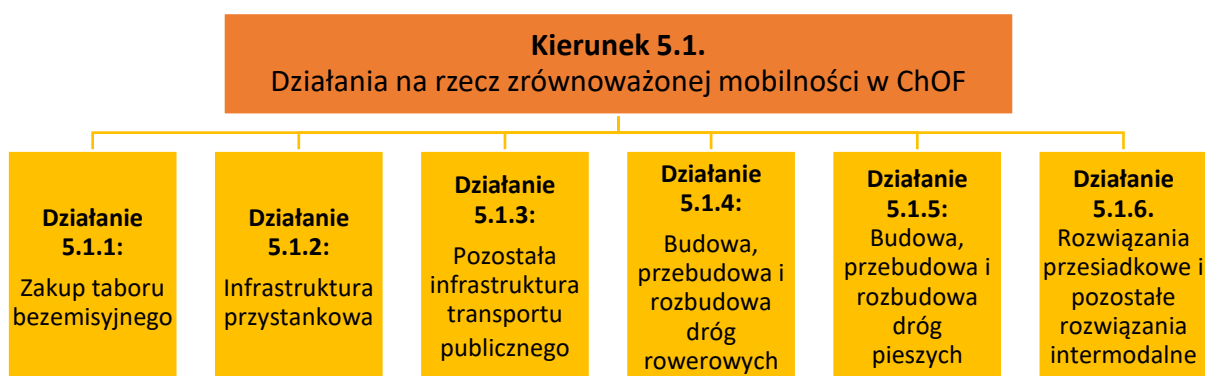 Kierunek 5.1.
Działania na rzecz zrównoważonej mobilności w ChOF
Działanie
5.1.1:
Zakup taboru
bezemisyjnego
Działanie
5.1.2:
Infrastruktura
przystankowa
Działanie
5.1.3:
Pozostała
infrastruktura
transportu
publicznego
Działanie
5.1.4:
Budowa,
przebudowa i
rozbudowa
dróg
rowerowych
Działanie
5.1.5:
Budowa,
przebudowa i
rozbudowa
dróg
pieszych
Działanie
5.1.6.
Rozwiązania
przesiadkowe i
pozostałe
rozwiązania
intermodalne